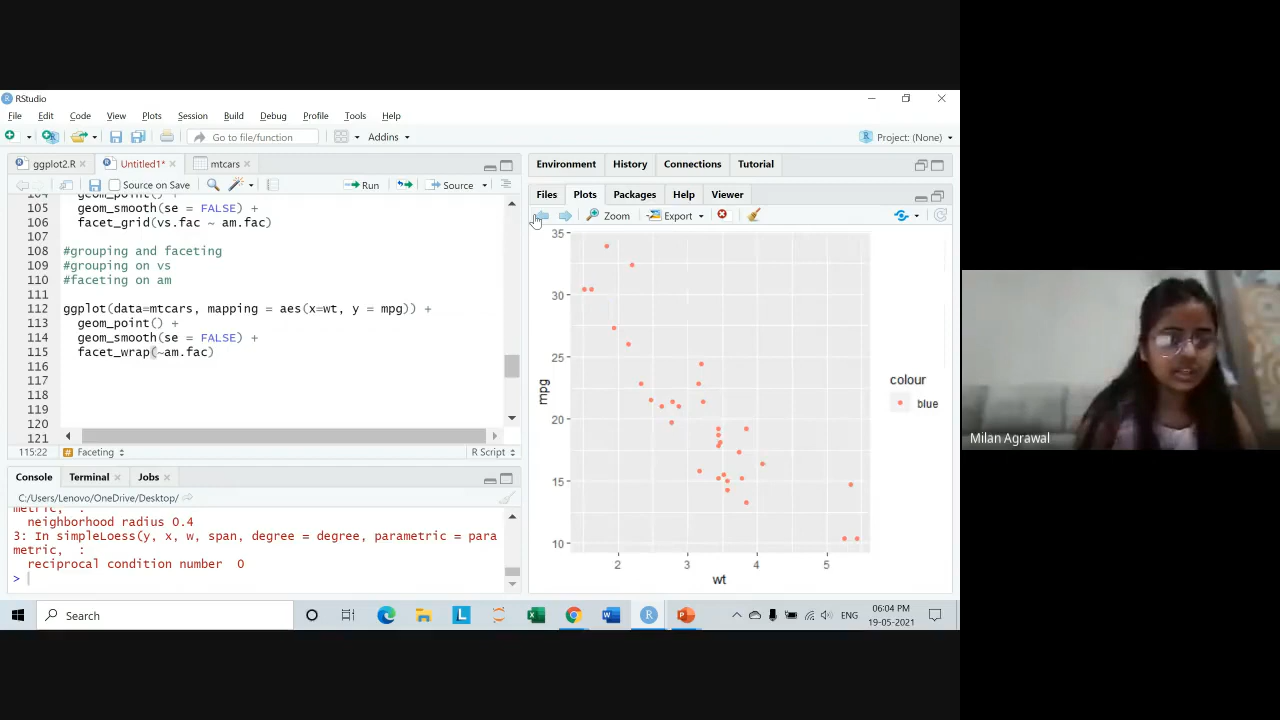 RStudio
File Edit Code View Plots Session Build Debug Profile Tools Help
Go to file/function Addins Project: (None)
ggplot2.R Untitled1* mtcars
Source on Save Run Source
104 geom_point() +
105 geom_smooth(se = FALSE) +
106 facet_grid(vs.fac ~ am.fac)
107
108 #grouping and faceting
109 #grouping on vs
110 #faceting on am
111
112 ggplot(data=mtcars, mapping = aes(x=wt, y = mpg)) +
113 geom_point() +
114 geom_smooth(se = FALSE) +
115 facet_wrap(~am.fac)
116
117
118
119
120
121
115:22 # Faceting R Script
Console Terminal Jobs
C:/Users/Lenovo/OneDrive/Desktop/
metric, :
neighborhood radius 0.4
3: In simpleLoess(y, x, w, span, degree = degree, parametric = para
metric, :
reciprocal condition number 0
>
Environment History Connections Tutorial
Files Plots Packages Help Viewer
Zoom Export
35
30
25
20
15
10
mpg
2 3 4 5
wt
colour
blue
Milan Agrawal
Search
ENG
06:04 PM
19-05-2021